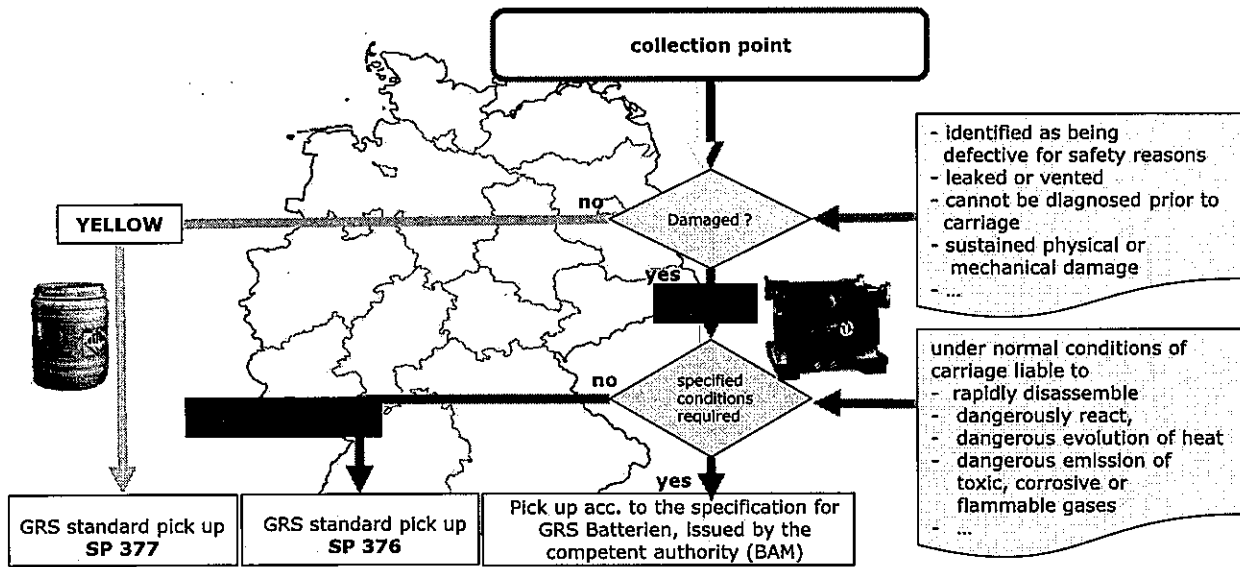 collection point
- identified as being
defective for safety reasons
- leaked or vented
- cannot be diagnosed prior to
carriage
- sustained physical or
mechanical damage
- ...
no
Damaged ?
YELLOW
yes
under normal conditions of
carriage liable to
- rapidly disassemble
- dangerously react,
- dangerous evolution of heat
- dangerous emission of
toxic, corrosive or
flammable gases
- ...
no
specified
conditions
required
yes
GRS standard pick up
SP 377
GRS standard pick up
SP 376
Pick up acc. to the specification for
GRS Batterien, issued by the
competent authority (BAM)